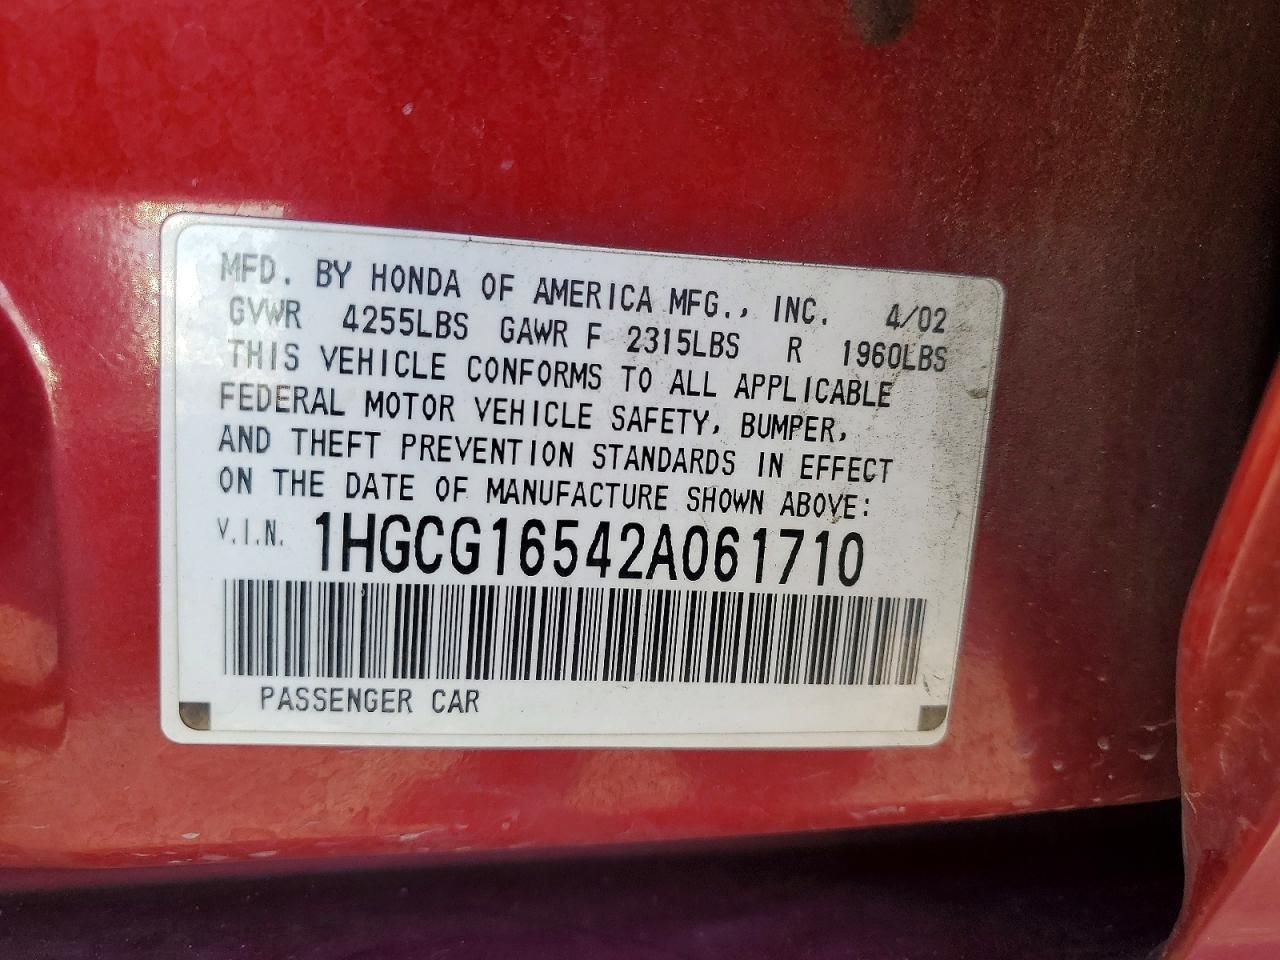 MFD. BY HONDA OF AMERICA MFG., INC. 4/02
GVWR 4255LBS GAWR F 2315LBS R 1960LBS
THIS VEHICLE CONFORMS TO ALL APPLICABLE
FEDERAL MOTOR VEHICLE SAFETY, BUMPER,
AND THEFT PREVENTION STANDARDS IN EFFECT
ON THE DATE OF MANUFACTURE SHOWN ABOVE:
V.I.N. 1HGCG16542A061710
PASSENGER CAR